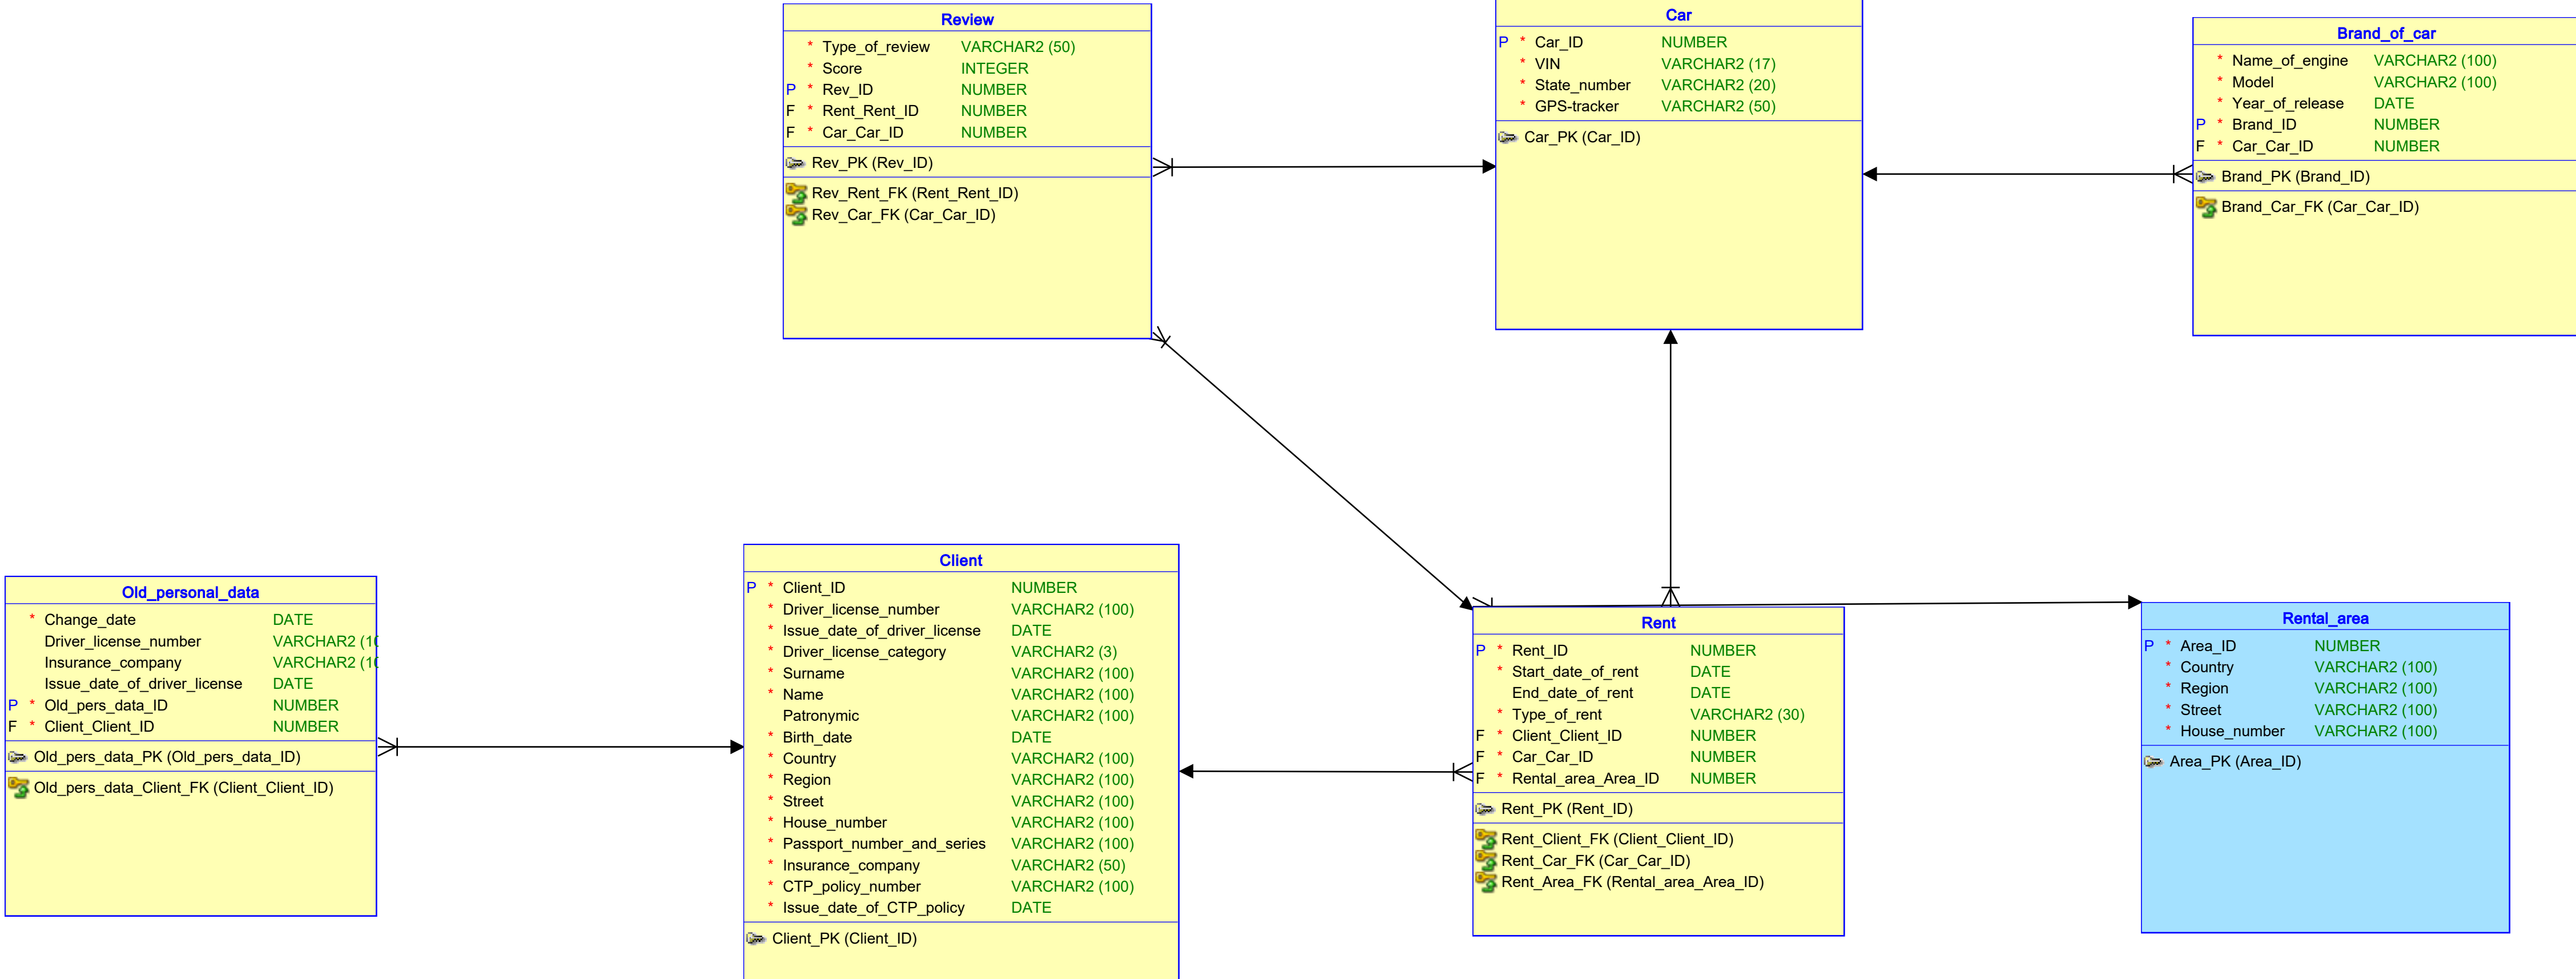 Review
* Type_of_review VARCHAR2 (50)
* Score INTEGER
P * Rev_ID NUMBER
F * Rent_Rent_ID NUMBER
F * Car_Car_ID NUMBER
Rev_PK (Rev_ID)
Rev_Rent_FK (Rent_Rent_ID)
Rev_Car_FK (Car_Car_ID)
Car
P * Car_ID NUMBER
* VIN VARCHAR2 (17)
* State_number VARCHAR2 (20)
* GPS-tracker VARCHAR2 (50)
Car_PK (Car_ID)
Brand_of_car
* Name_of_engine VARCHAR2 (100)
* Model VARCHAR2 (100)
* Year_of_release DATE
P * Brand_ID NUMBER
F * Car_Car_ID NUMBER
Brand_PK (Brand_ID)
Brand_Car_FK (Car_Car_ID)
Old_personal_data
* Change_date DATE
Driver_license_number VARCHAR2 (10
Insurance_company VARCHAR2 (10
Issue_date_of_driver_license DATE
P * Old_pers_data_ID NUMBER
F * Client_Client_ID NUMBER
Old_pers_data_PK (Old_pers_data_ID)
Old_pers_data_Client_FK (Client_Client_ID)
Client
P * Client_ID NUMBER
* Driver_license_number VARCHAR2 (100)
* Issue_date_of_driver_license DATE
* Driver_license_category VARCHAR2 (3)
* Surname VARCHAR2 (100)
* Name VARCHAR2 (100)
Patronymic VARCHAR2 (100)
* Birth_date DATE
* Country VARCHAR2 (100)
* Region VARCHAR2 (100)
* Street VARCHAR2 (100)
* House_number VARCHAR2 (100)
* Passport_number_and_series VARCHAR2 (100)
* Insurance_company VARCHAR2 (50)
* CTP_policy_number VARCHAR2 (100)
* Issue_date_of_CTP_policy DATE
Client_PK (Client_ID)
Rent
P * Rent_ID NUMBER
* Start_date_of_rent DATE
End_date_of_rent DATE
* Type_of_rent VARCHAR2 (30)
F * Client_Client_ID NUMBER
F * Car_Car_ID NUMBER
F * Rental_area_Area_ID NUMBER
Rent_PK (Rent_ID)
Rent_Client_FK (Client_Client_ID)
Rent_Car_FK (Car_Car_ID)
Rent_Area_FK (Rental_area_Area_ID)
Rental_area
P * Area_ID NUMBER
* Country VARCHAR2 (100)
* Region VARCHAR2 (100)
* Street VARCHAR2 (100)
* House_number VARCHAR2 (100)
Area_PK (Area_ID)